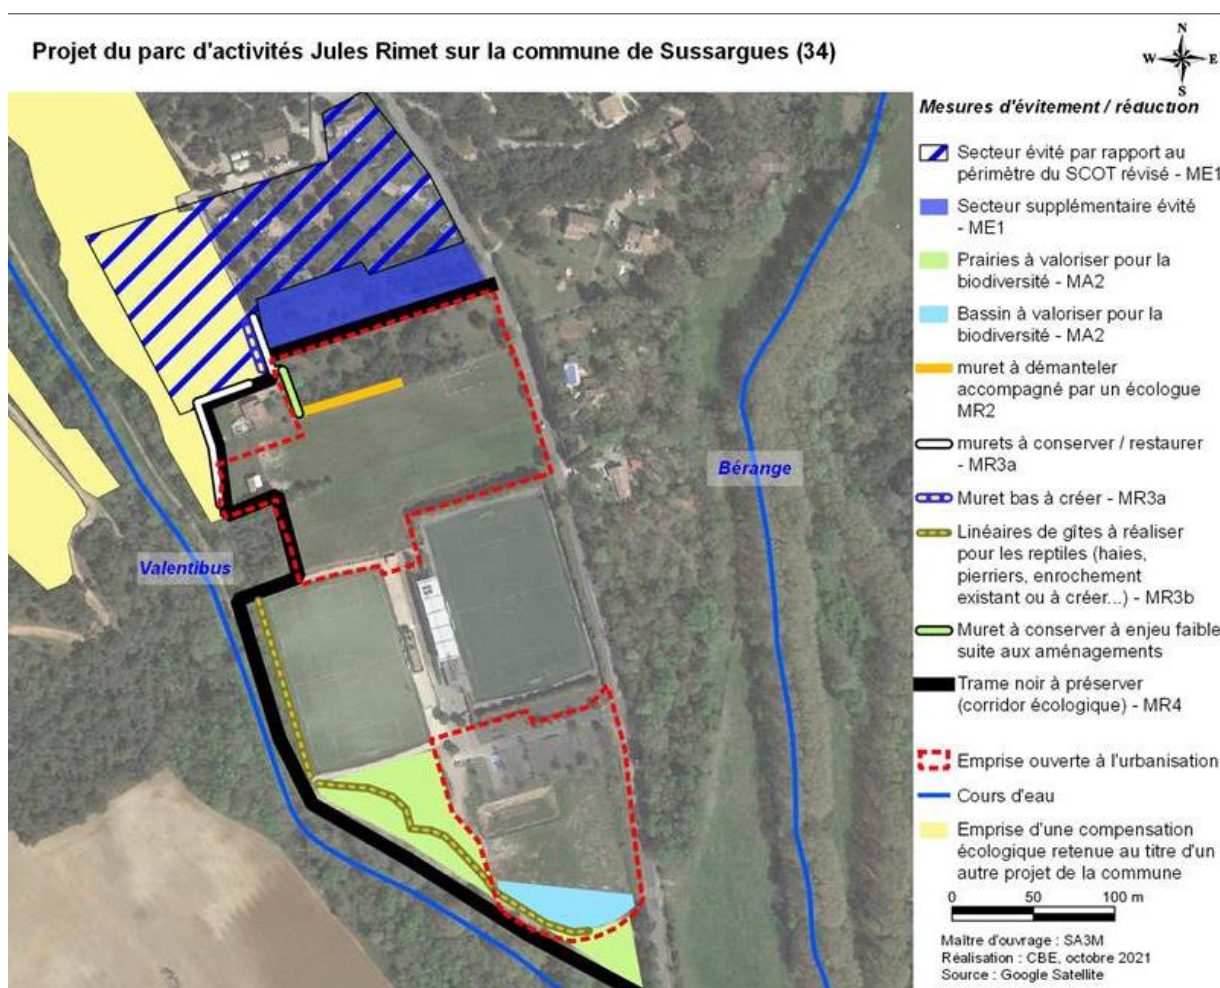 Projet du parc d'activités Jules Rimet sur la commune de Sussargues (34)
N
W E
S
Mesures d'évitement / réduction
Secteur évité par rapport au
périmètre du SCOT révisé - ME1
Secteur supplémentaire évité
- ME1
Prairies à valoriser pour la
biodiversité - MA2
Bassin à valoriser pour la
biodiversité - MA2
muret à démanteler
accompagné par un écologue
MR2
murets à conserver / restaurer
- MR3a
Muret bas à créer - MR3a
Linéaires de gîtes à réaliser
pour les reptiles (haies,
pierriers, enrochement
existant ou à créer...) - MR3b
Muret à conserver à enjeu faible
suite aux aménagements
Trame noir à préserver
(corridor écologique) - MR4
Emprise ouverte à l'urbanisation
Cours d'eau
Emprise d'une compensation
écologique retenue au titre d'un
autre projet de la commune
0 50 100 m
Maître d'ouvrage : SA3M
Réalisation : CBE, octobre 2021
Source : Google Satellite
Bérange
Valentibus